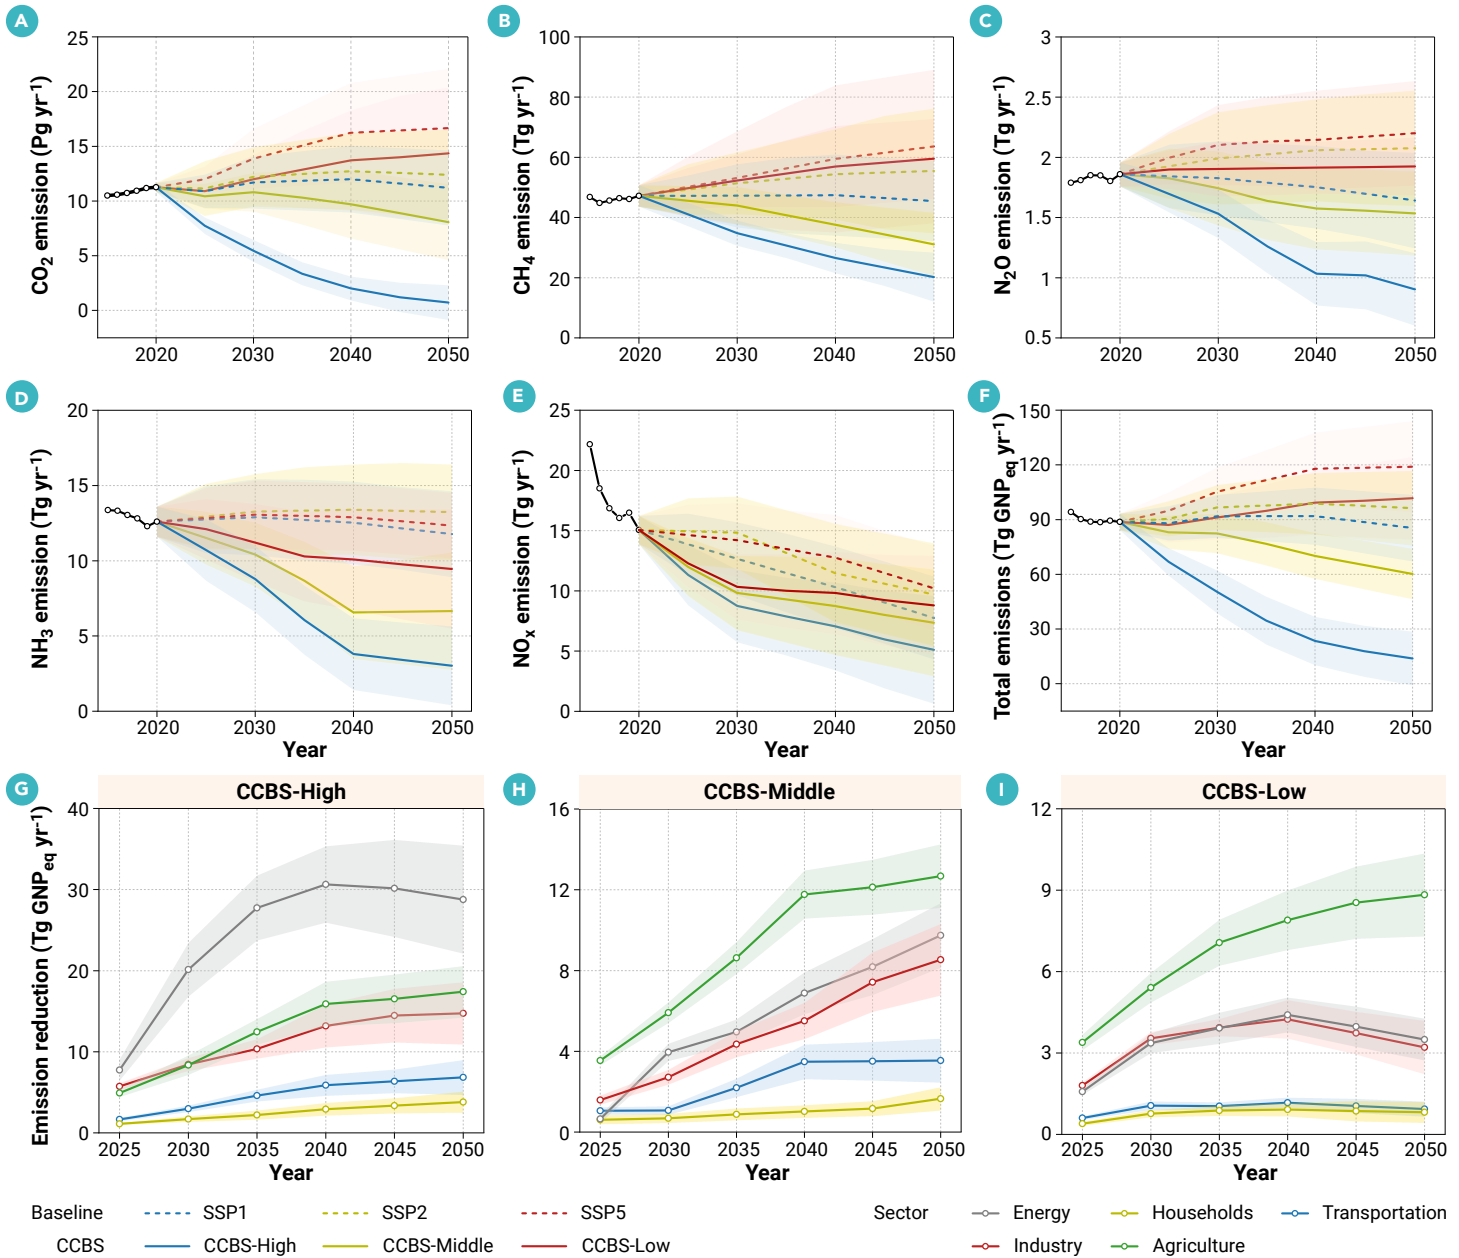 A
B
C
CO2 emission (Pg yr-1)
25
20
15
10
5
0
2020 2030 2040 2050
CH4 emission (Tg yr-1)
100
80
60
40
20
0
2020 2030 2040 2050
N2O emission (Tg yr-1)
3
2.5
2
1.5
1
0.5
2020 2030 2040 2050
D
E
F
NH3 emission (Tg yr-1)
20
15
10
5
0
2020 2030 2040 2050
Year
NOx emission (Tg yr-1)
25
20
15
10
5
0
2020 2030 2040 2050
Year
Total emissions (Tg GNPeq yr-1)
150
120
90
60
30
0
2020 2030 2040 2050
Year
G
CCBS-High
H
CCBS-Middle
I
CCBS-Low
Emission reduction (Tg GNPeq yr-1)
40
30
20
10
0
2025 2030 2035 2040 2045 2050
Year
16
12
8
4
0
2025 2030 2035 2040 2045 2050
Year
12
9
6
3
0
2025 2030 2035 2040 2045 2050
Year
Baseline SSP1 SSP2 SSP5 Sector Energy Households Transportation
CCBS CCBS-High CCBS-Middle CCBS-Low Industry Agriculture